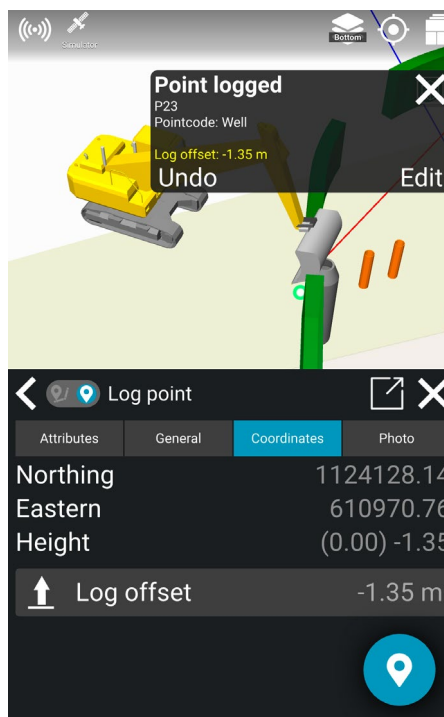 Simulator
Bottom
Point logged
P23
Pointcode: Well
Log offset: -1.35 m
Undo
Edit
Log point
Attributes
General
Coordinates
Photo
Northing
1124128.14
Eastern
610970.76
Height
(0.00) -1.35
Log offset
-1.35 m